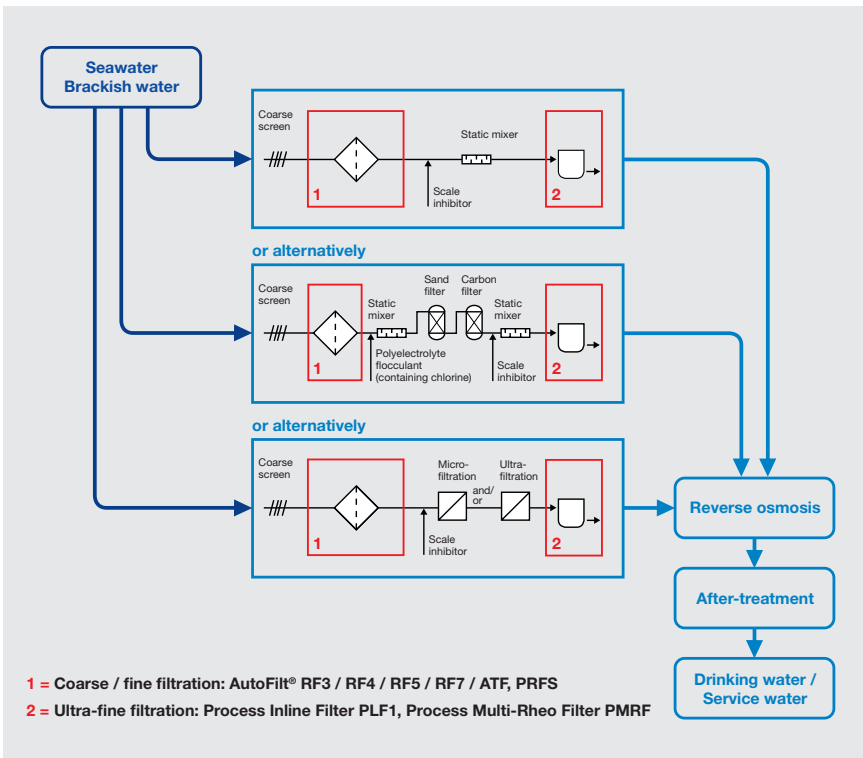 Seawater
Brackish water
Coarse
screen
1
Scale
inhibitor
Static mixer
2
or alternatively
Coarse
screen
1
Static
mixer
Polyelectrolyte
flocculant
(containing chlorine)
Sand
filter
Carbon
filter
Static
mixer
Scale
inhibitor
2
or alternatively
Coarse
screen
1
Scale
inhibitor
Micro-
filtration
and/
or
Ultra-
filtration
2
Reverse osmosis
After-treatment
Drinking water /
Service water
1 = Coarse / fine filtration: AutoFilt® RF3 / RF4 / RF5 / RF7 / ATF, PRFS
2 = Ultra-fine filtration: Process Inline Filter PLF1, Process Multi-Rheo Filter PMRF